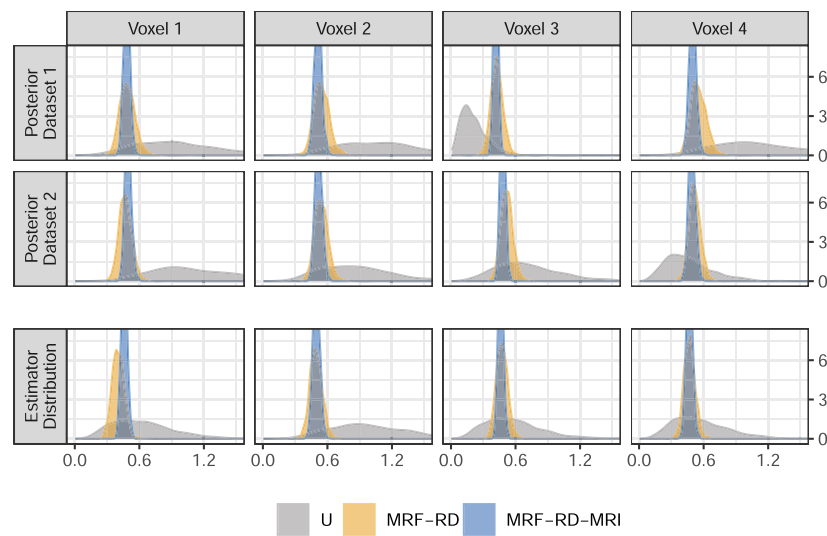 Voxel 1 Voxel 2 Voxel 3 Voxel 4
Posterior
Dataset 1
6
3
0
Posterior
Dataset 2
6
3
0
Estimator
Distribution
6
3
0
0.0 0.6 1.2 0.0 0.6 1.2 0.0 0.6 1.2 0.0 0.6 1.2
U MRF−RD MRF−RD−MRI